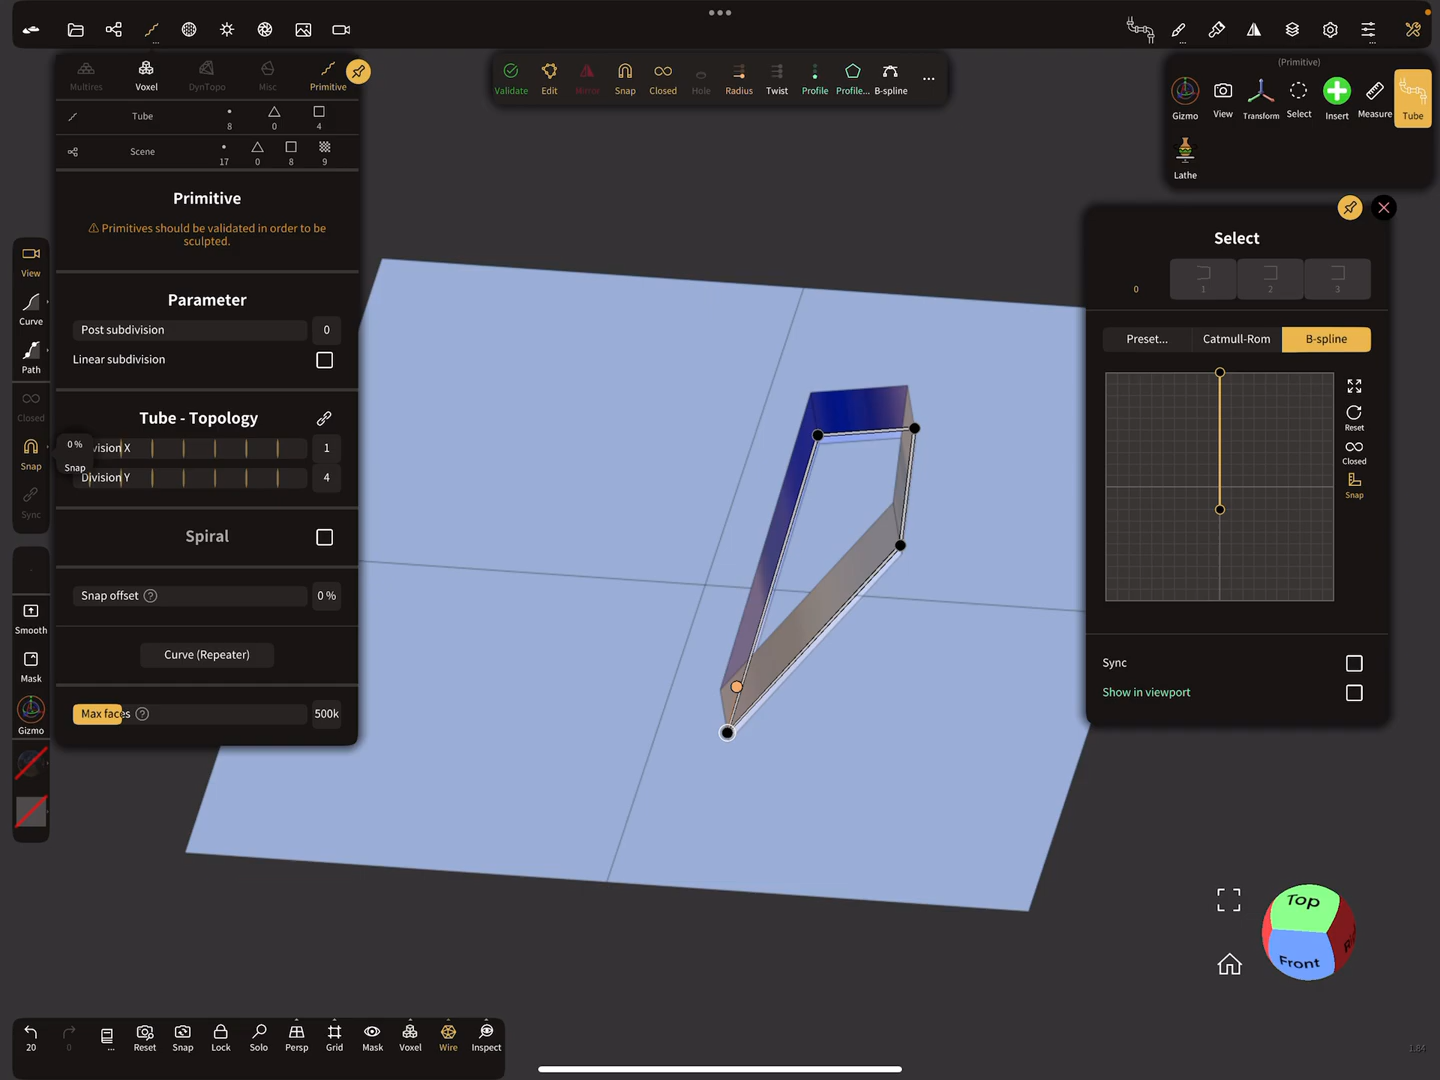 Multires
Voxel
DynTopo
Misc
Primitive
Tube
8
0
4
Scene
17
0
8
9
Primitive
Primitives should be validated in order to be
sculpted.
Parameter
Post subdivision
0
Linear subdivision
Tube - Topology
Division X
1
Division Y
4
Spiral
Snap offset
?
0 %
Curve (Repeater)
Max faces
?
500k
View
Curve
Path
Closed
Snap
Sync
0 %
Snap
Smooth
Mask
Gizmo
Validate
Edit
Mirror
Snap
Closed
Hole
Radius
Twist
Profile
Profile...
B-spline
...
(Primitive)
Gizmo
View
Transform
Select
Insert
Measure
Tube
Lathe
Select
0
1
2
3
Preset...
Catmull-Rom
B-spline
Reset
Closed
Snap
Sync
Show in viewport
Top
Front
20
0
...
Reset
Snap
Lock
Solo
Persp
Grid
Mask
Voxel
Wire
Inspect
1.84